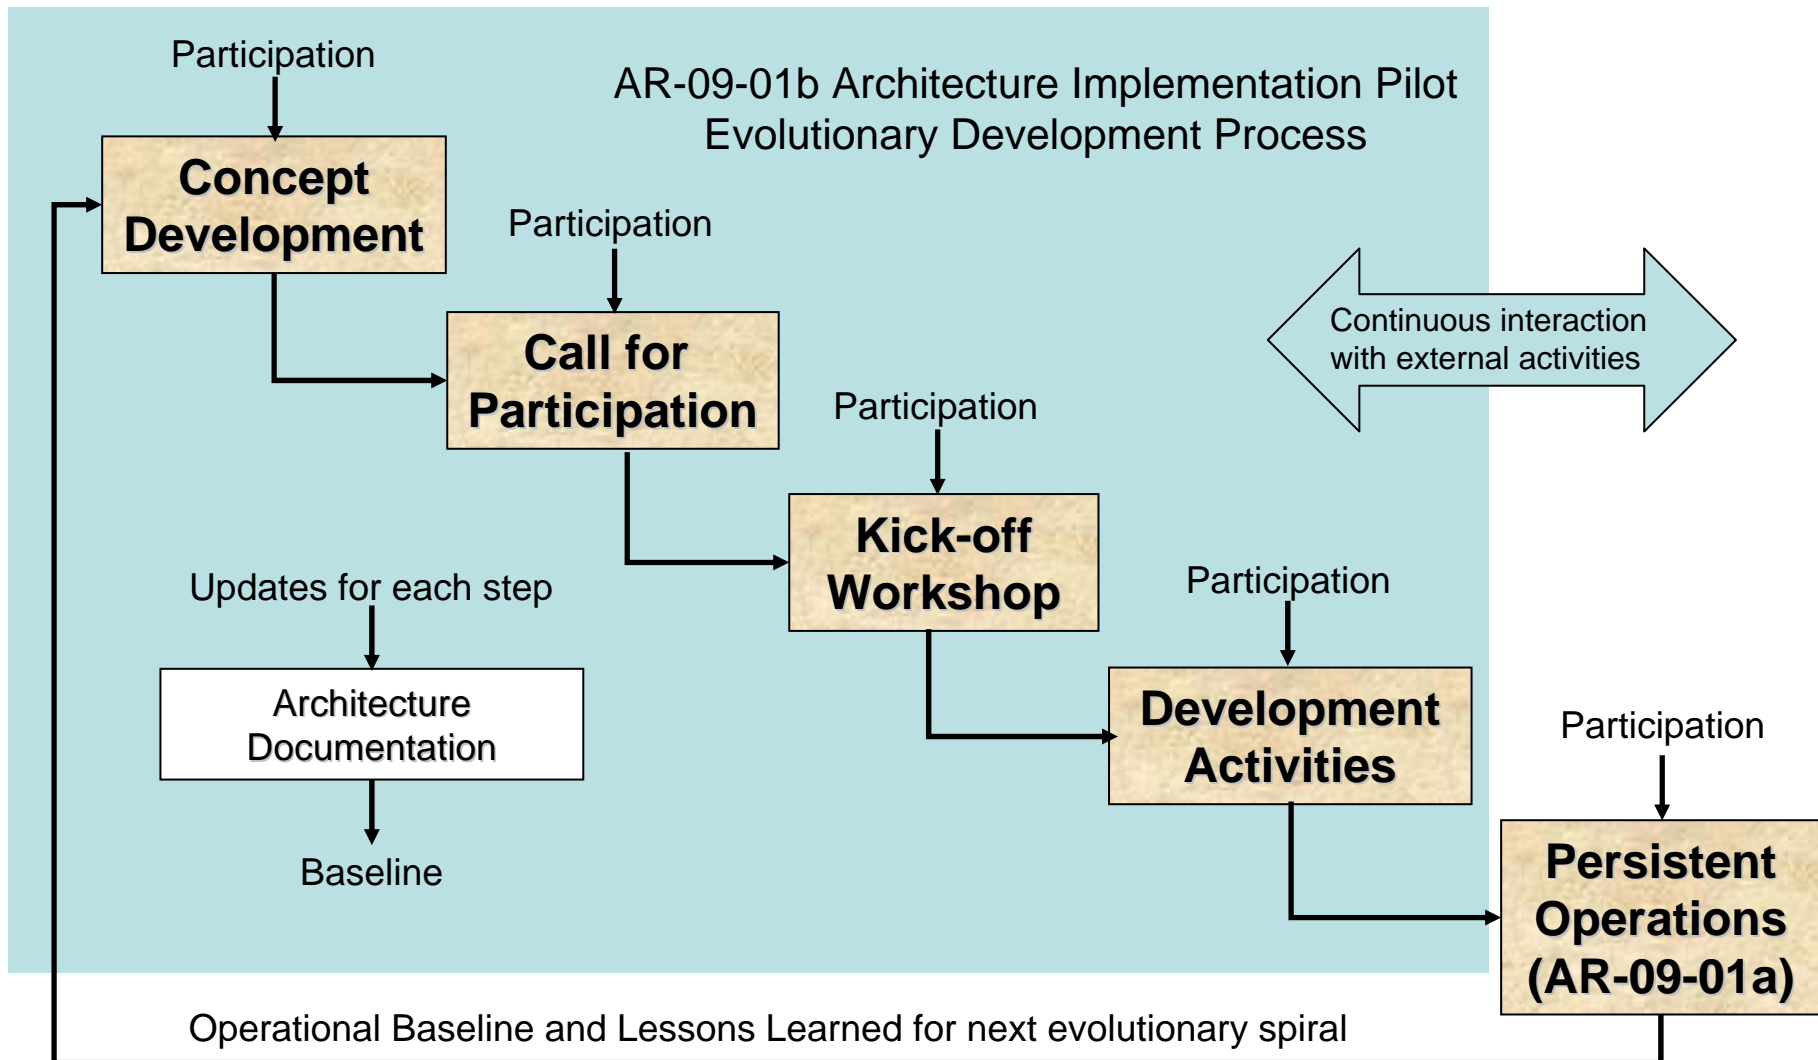 Participation
AR-09-01b Architecture Implementation Pilot
Evolutionary Development Process
Concept
Development
Participation
Call for
Participation
Continuous interaction
with external activities
Participation
Kick-off
Workshop
Updates for each step
Architecture
Documentation
Baseline
Participation
Development
Activities
Participation
Persistent
Operations
(AR-09-01a)
Operational Baseline and Lessons Learned for next evolutionary spiral